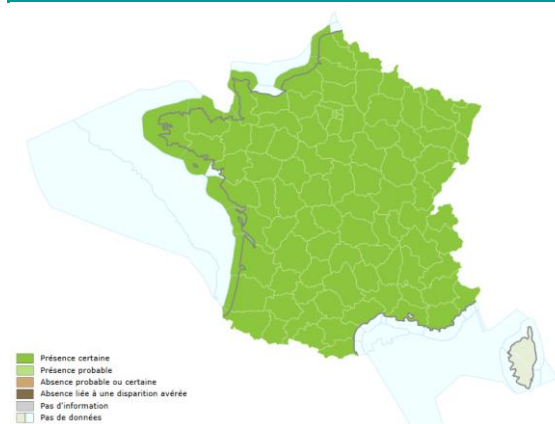 Présence certaine
Présence probable
Absence probable ou certaine
Absence liée à une disparition avérée
Pas d'information
Pas de données